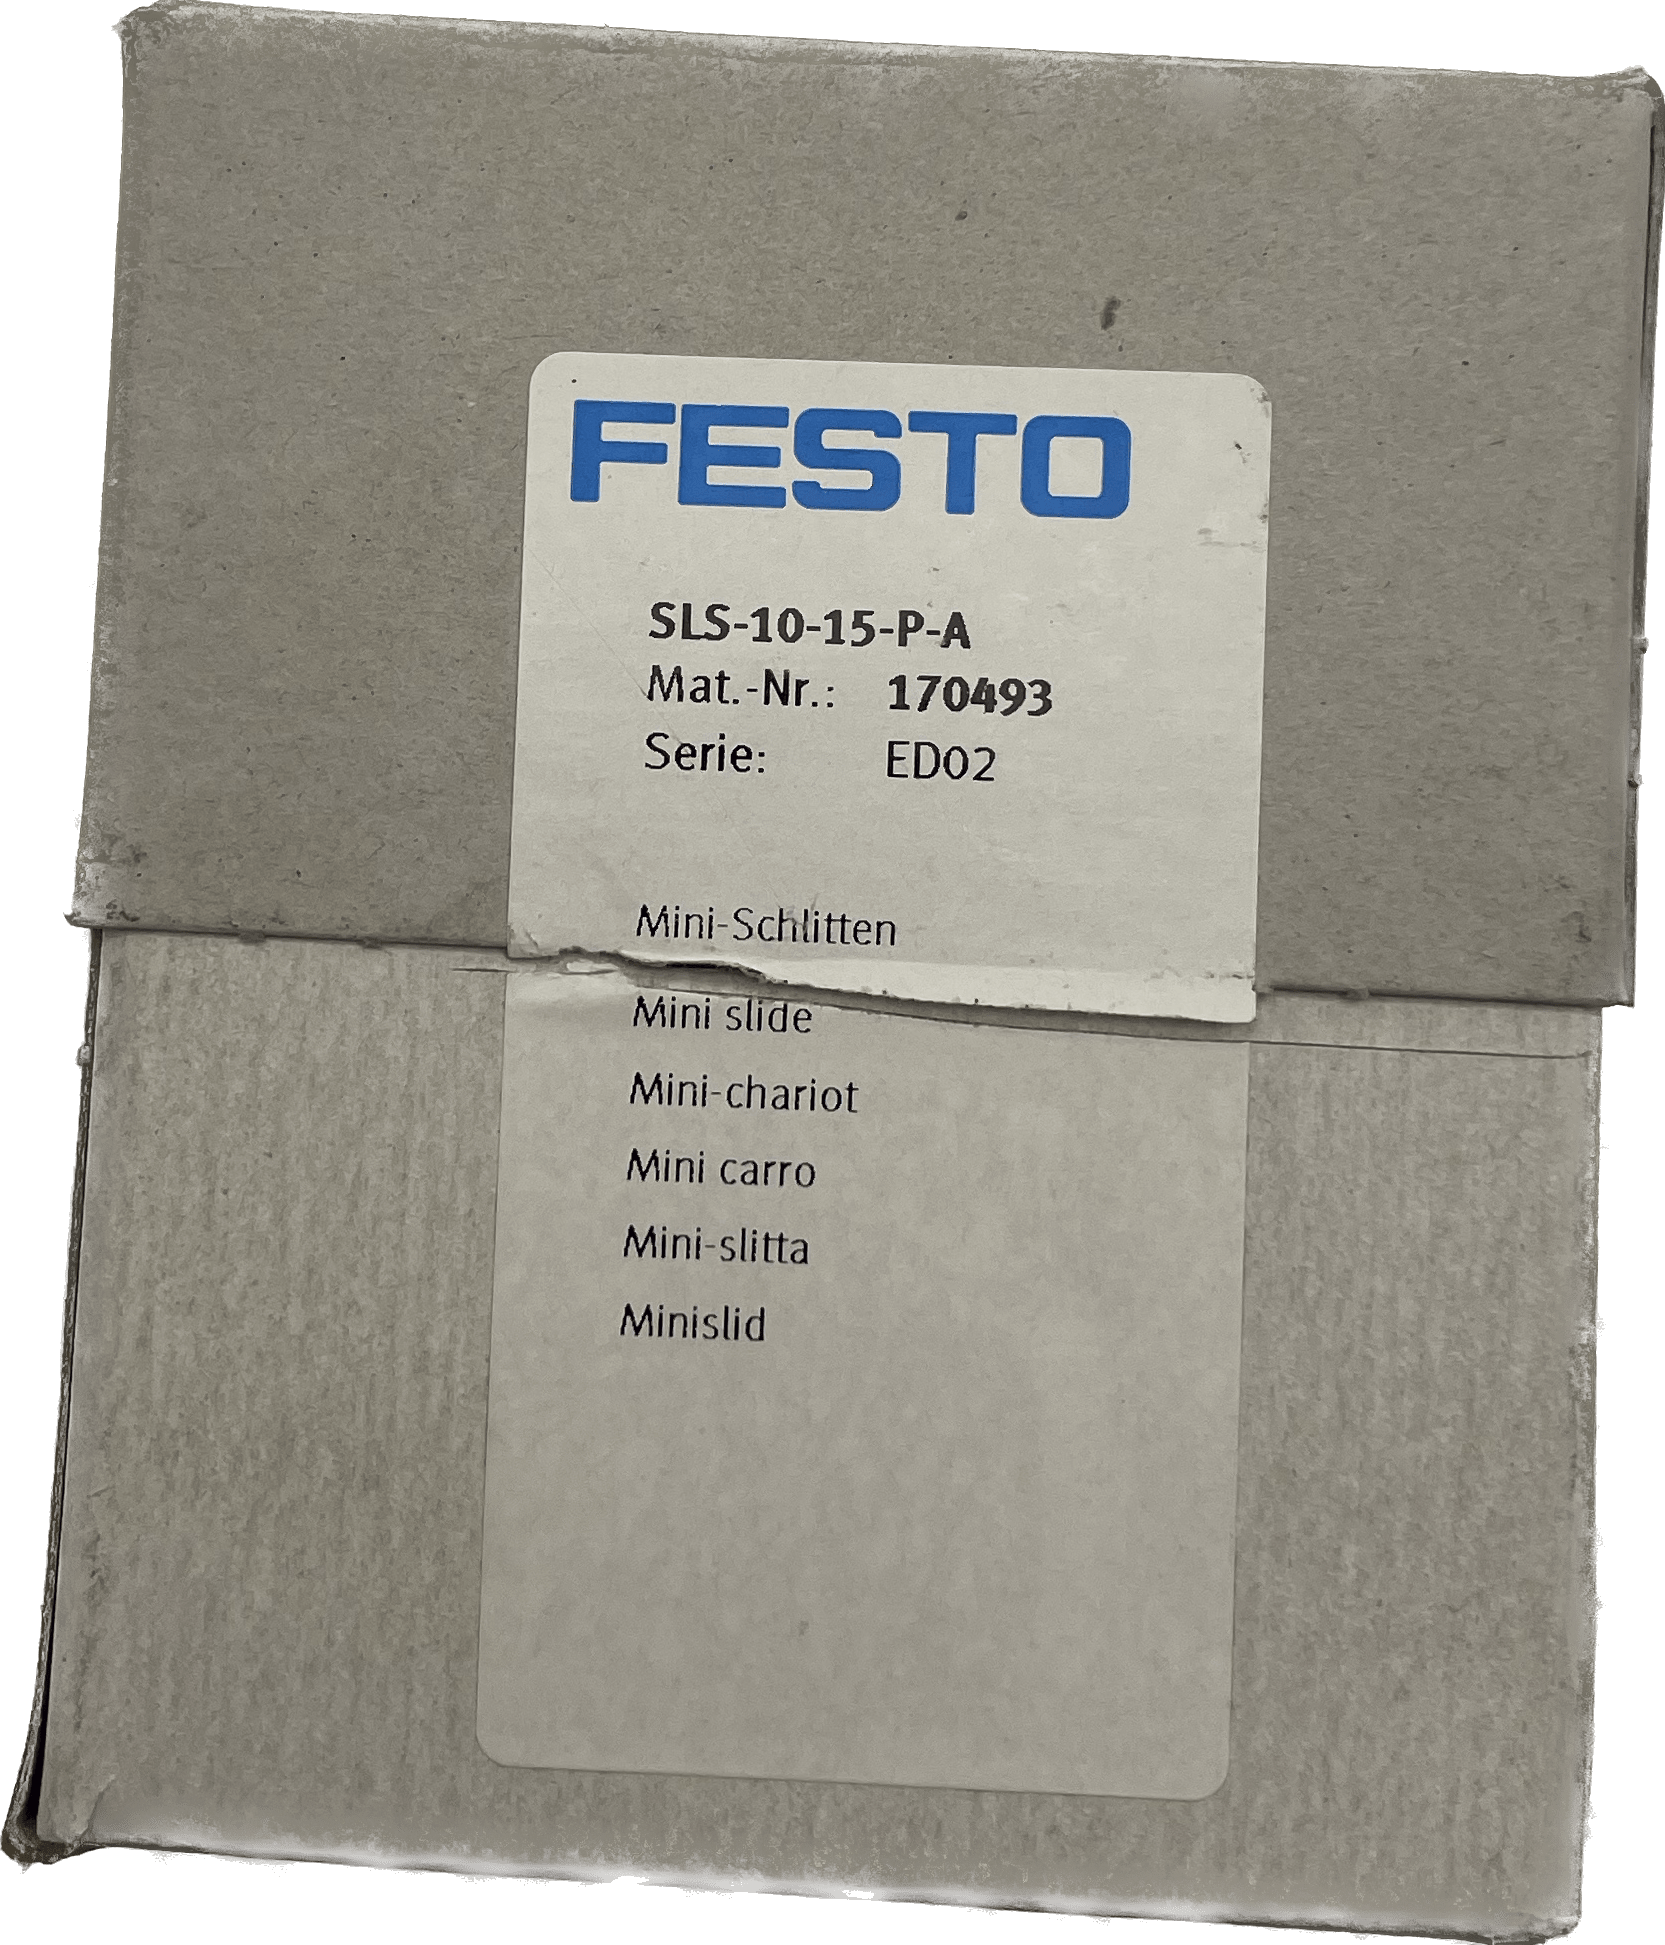 FESTO
SLS-10-15-P-A
Mat.-Nr.: 170493
Serie: ED02
Mini-Schlitten
Mini slide
Mini-chariot
Mini carro
Mini-slitta
Minislid